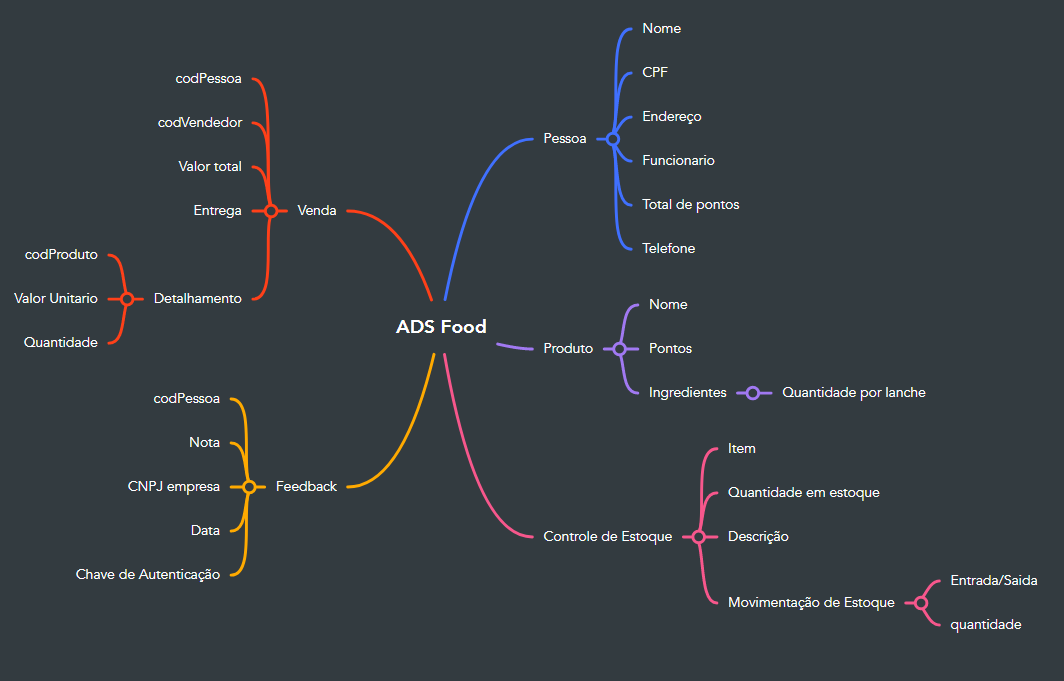 ADS Food
Pessoa
Nome
CPF
Endereço
Funcionario
Total de pontos
Telefone
Produto
Nome
Pontos
Ingredientes
Quantidade por lanche
Controle de Estoque
Item
Quantidade em estoque
Descrição
Movimentação de Estoque
Entrada/Saida
quantidade
Venda
codPessoa
codVendedor
Valor total
Entrega
Detalhamento
codProduto
Valor Unitario
Quantidade
Feedback
codPessoa
Nota
CNPJ empresa
Data
Chave de Autenticação